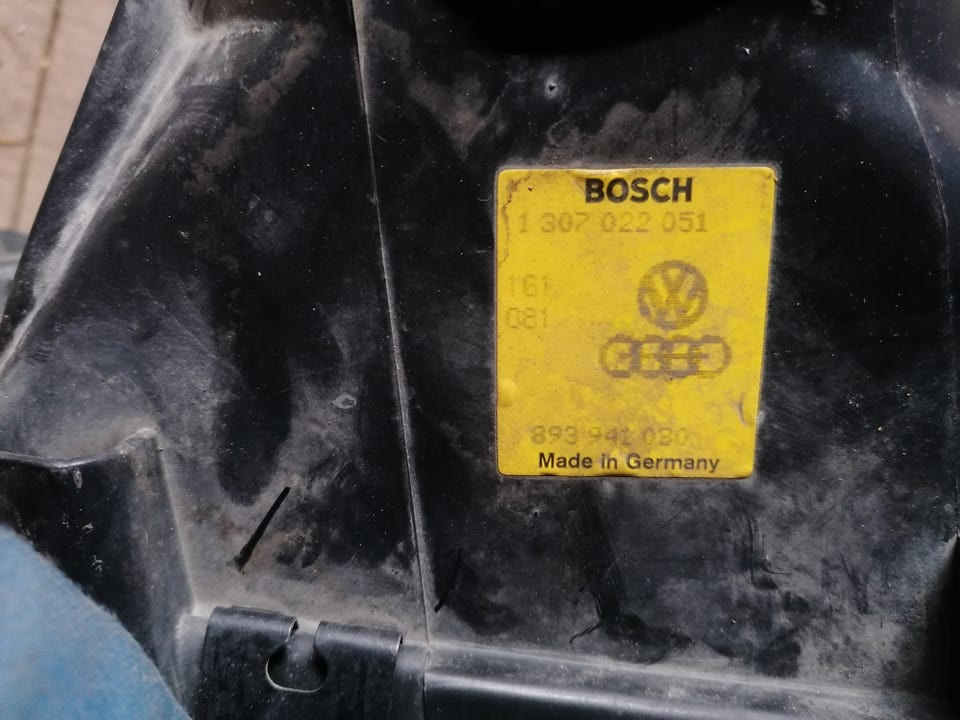 BOSCH
1 307 022 051
161
081
893 941 030
Made in Germany